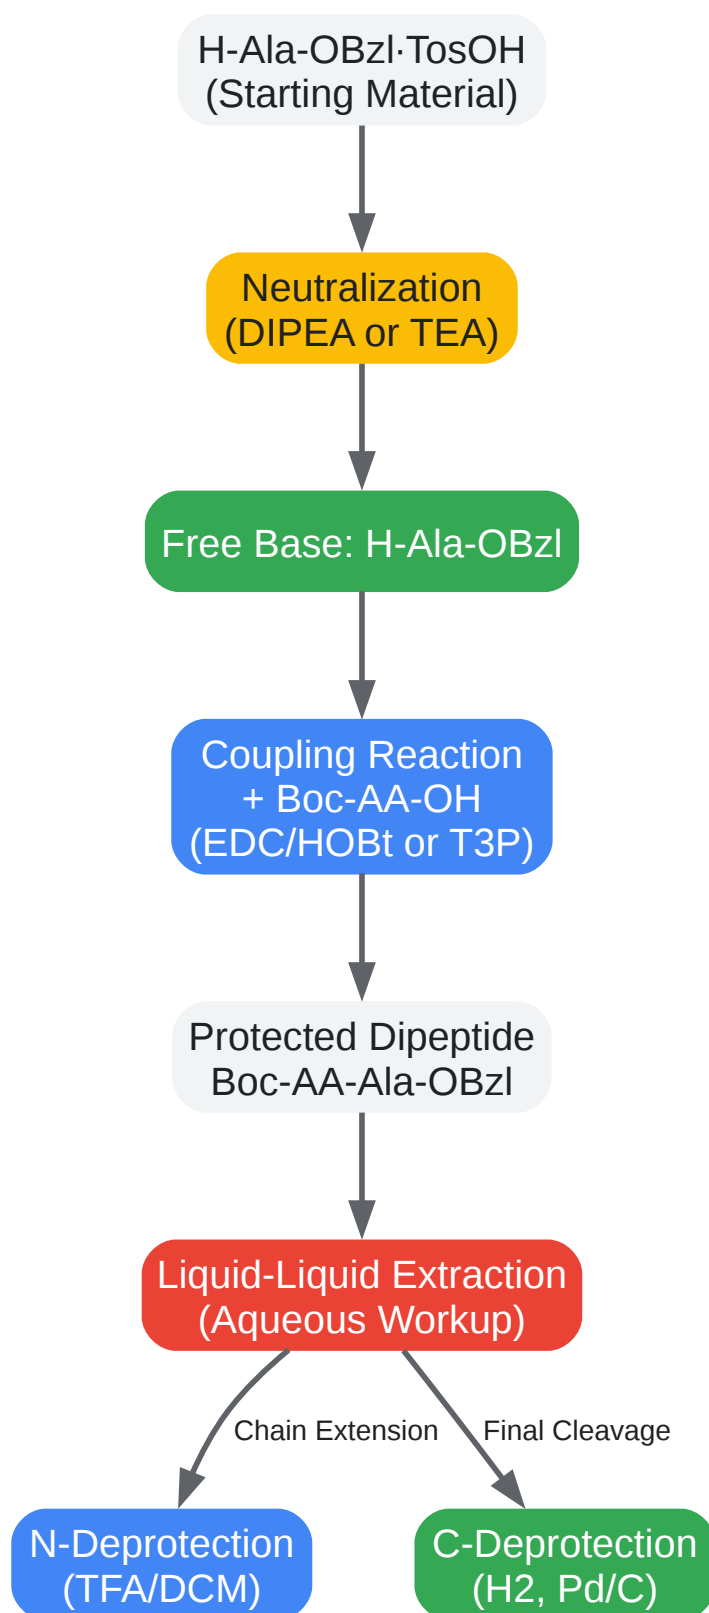 H-Ala-OBzl·TosOH
(Starting Material)
Neutralization
(DIPEA or TEA)
Free Base: H-Ala-OBzl
Coupling Reaction
+ Boc-AA-OH
(EDC/HOBt or T3P)
Protected Dipeptide
Boc-AA-Ala-OBzl
Liquid-Liquid Extraction
(Aqueous Workup)
Chain Extension
Final Cleavage
N-Deprotection
(TFA/DCM)
C-Deprotection
(H2, Pd/C)